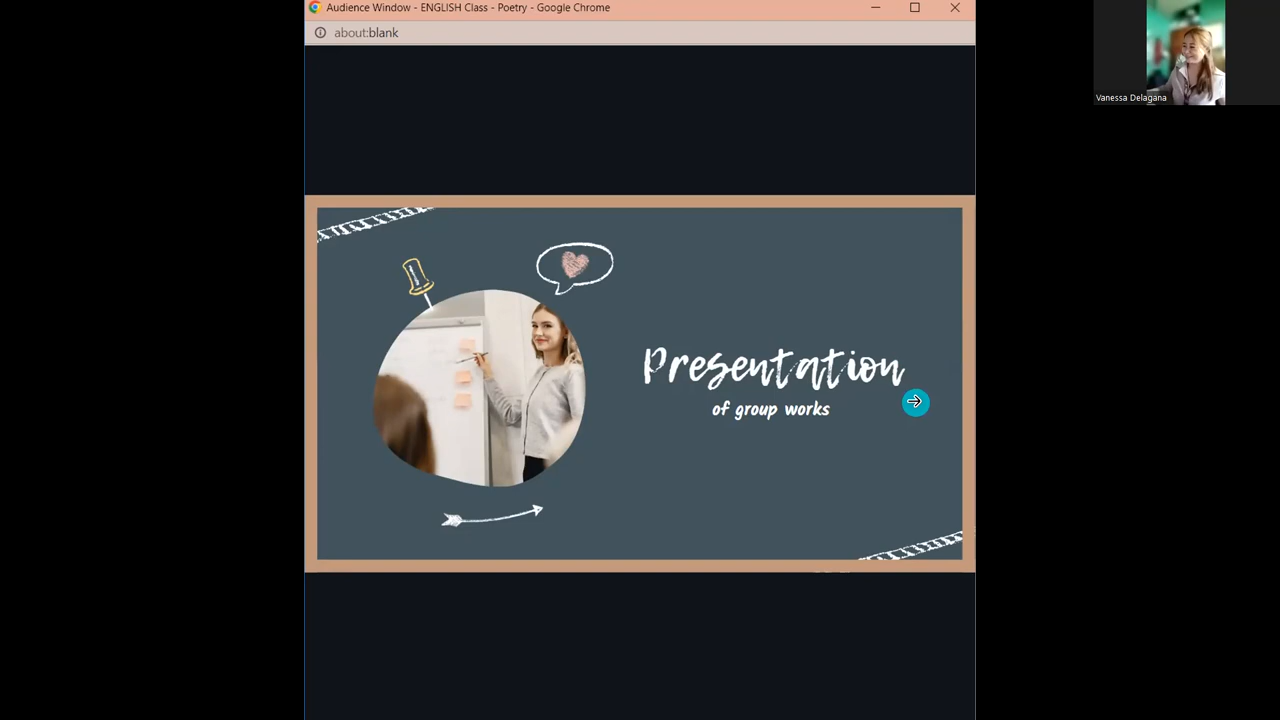 Audience Window - ENGLISH Class - Poetry - Google Chrome
about:blank
Vanessa Delagana
Presentation
of group works